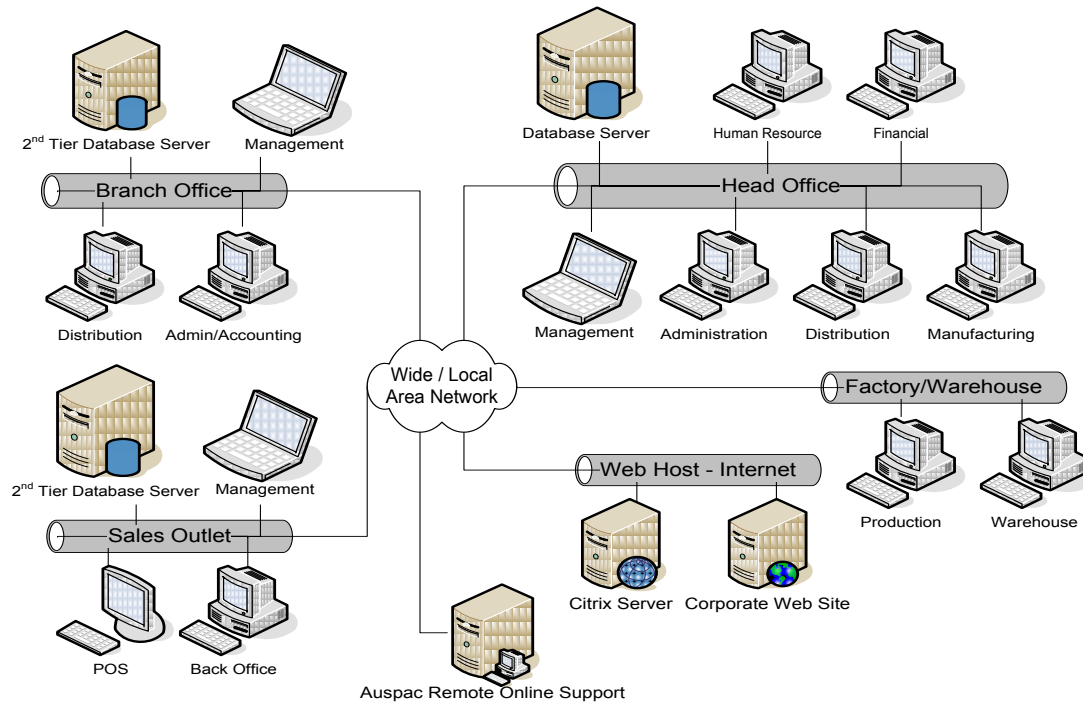 2nd Tier Database Server
Management
Branch Office
Distribution
Admin/Accounting
Database Server
Human Resource
Financial
Head Office
Management
Administration
Distribution
Manufacturing
Wide / Local
Area Network
2nd Tier Database Server
Management
Sales Outlet
POS
Back Office
Factory/Warehouse
Production
Warehouse
Web Host - Internet
Citrix Server
Corporate Web Site
Auspac Remote Online Support